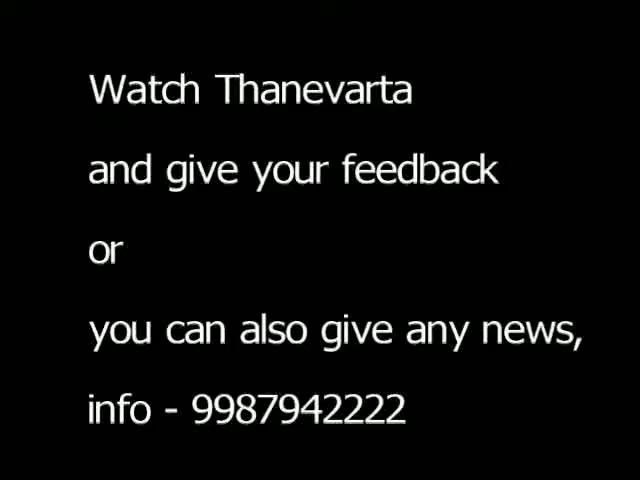 Watch Thanevarta
and give your feedback
or
you can also give any news,
info - 9987942222